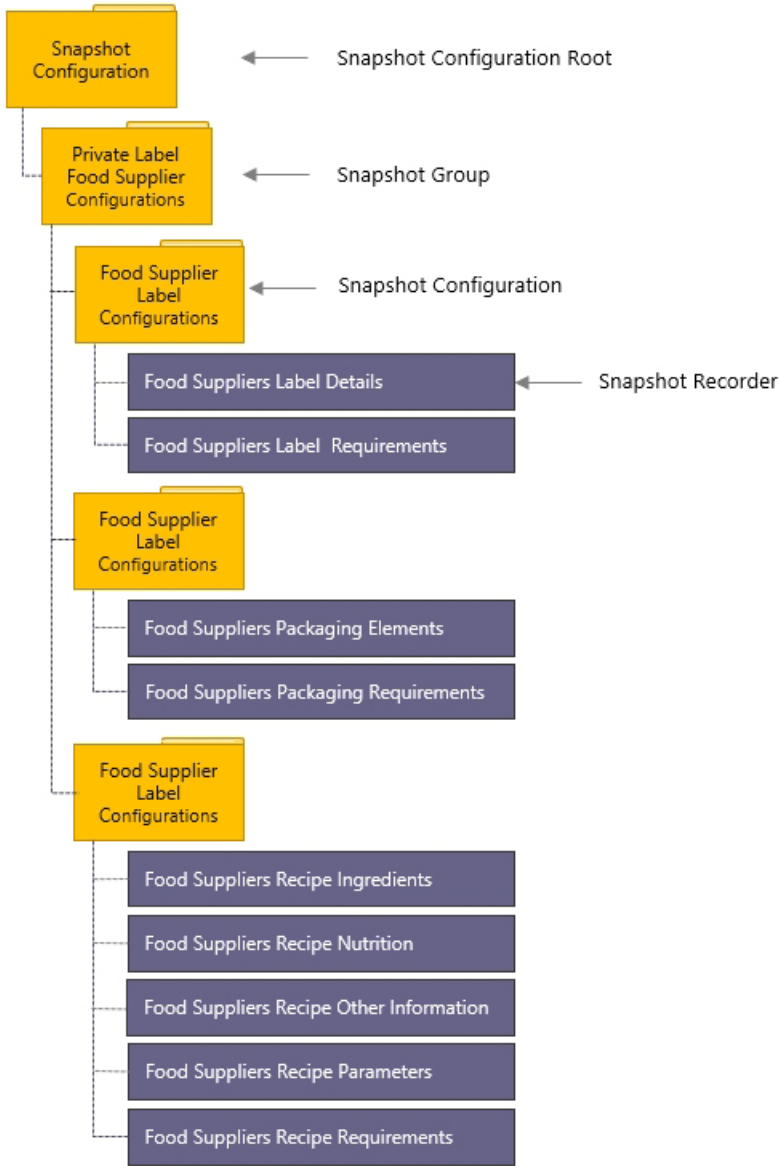 Snapshot
Configuration
Snapshot Configuration Root
Private Label
Food Supplier
Configurations
Snapshot Group
Food Supplier
Label
Configurations
Snapshot Configuration
Food Suppliers Label Details
Snapshot Recorder
Food Suppliers Label  Requirements
Food Supplier
Label
Configurations
Food Suppliers Packaging Elements
Food Suppliers Packaging Requirements
Food Supplier
Label
Configurations
Food Suppliers Recipe Ingredients
Food Suppliers Recipe Nutrition
Food Suppliers Recipe Other Information
Food Suppliers Recipe Parameters
Food Suppliers Recipe Requirements